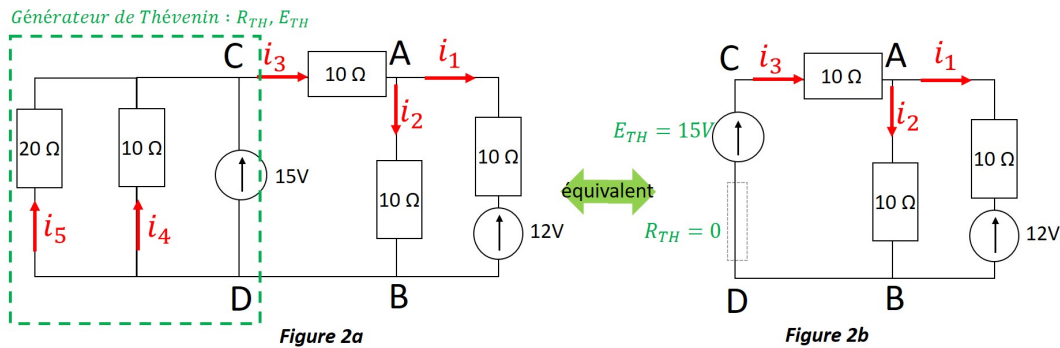 Générateur de Thévenin : R_TH, E_TH
C
i_3
A
i_1
10 Ω
i_2
20 Ω
10 Ω
15V
10 Ω
10 Ω
12V
i_5
i_4
D
B
Figure 2a
équivalent
C
i_3
A
i_1
10 Ω
i_2
E_TH = 15V
10 Ω
10 Ω
R_TH = 0
12V
D
B
Figure 2b